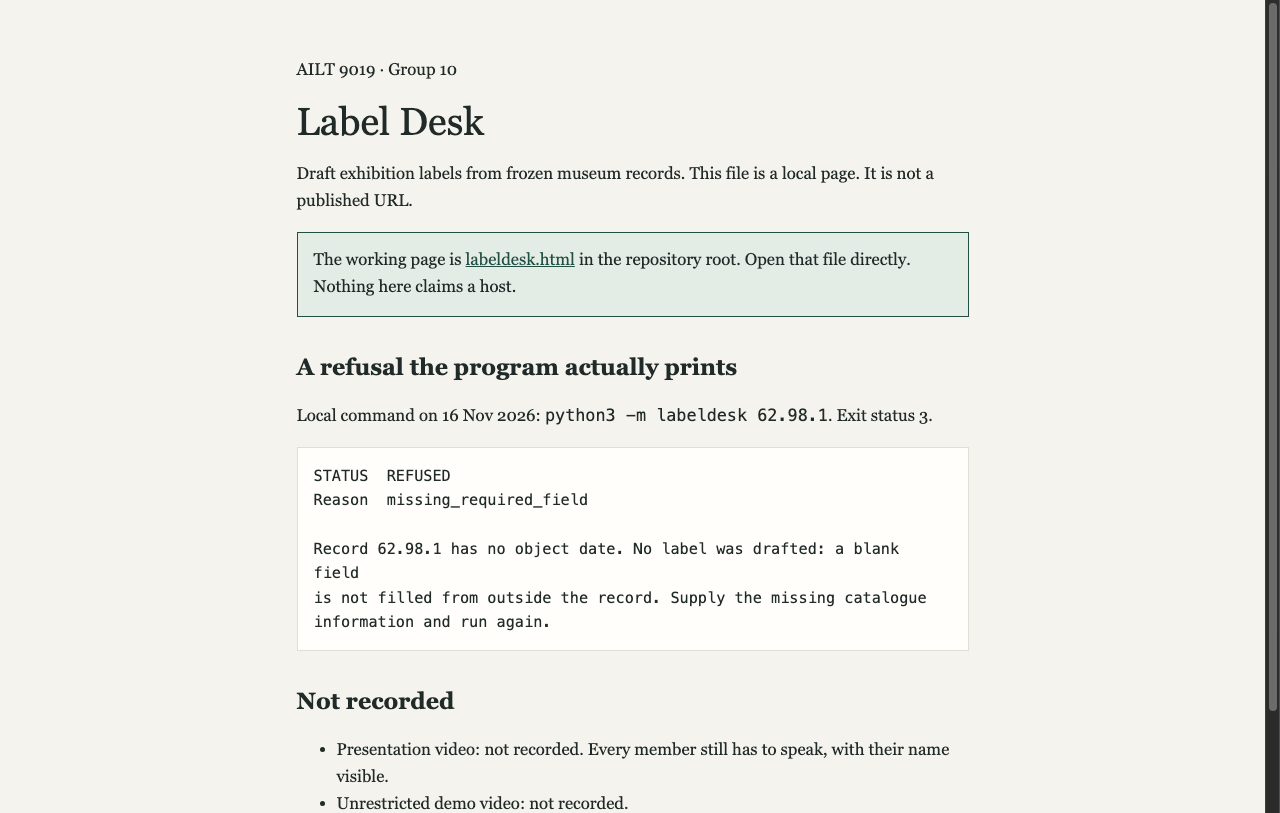 AILT 9019 · Group 10
Label Desk
Draft exhibition labels from frozen museum records. This file is a local page. It is not a
published URL.
The working page is labeldesk.html in the repository root. Open that file directly.
Nothing here claims a host.
A refusal the program actually prints
Local command on 16 Nov 2026: python3 -m labeldesk 62.98.1. Exit status 3.
STATUS  REFUSED
Reason  missing_required_field
Record 62.98.1 has no object date. No label was drafted: a blank
field
is not filled from outside the record. Supply the missing catalogue
information and run again.
Not recorded
• Presentation video: not recorded. Every member still has to speak, with their name
visible.
• Unrestricted demo video: not recorded.